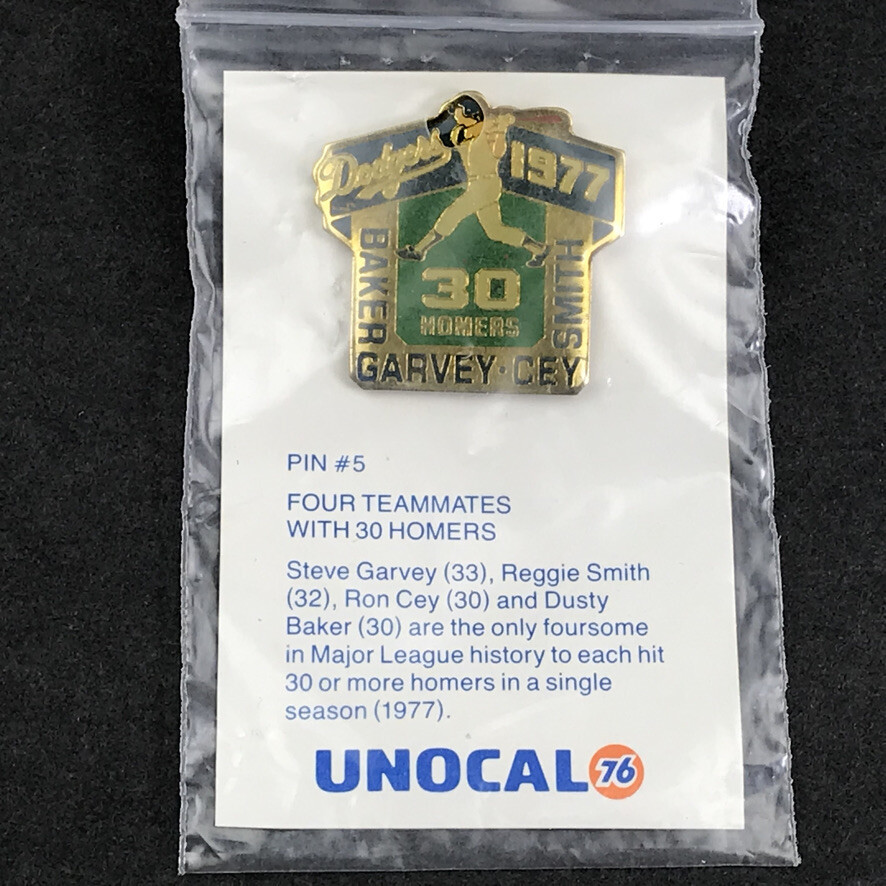 Dodgers 1977
BAKER
30
HOMERS
SMITH
GARVEY·CEY
PIN #5
FOUR TEAMMATES
WITH 30 HOMERS
Steve Garvey (33), Reggie Smith
(32), Ron Cey (30) and Dusty
Baker (30) are the only foursome
in Major League history to each hit
30 or more homers in a single
season (1977).
UNOCAL 76